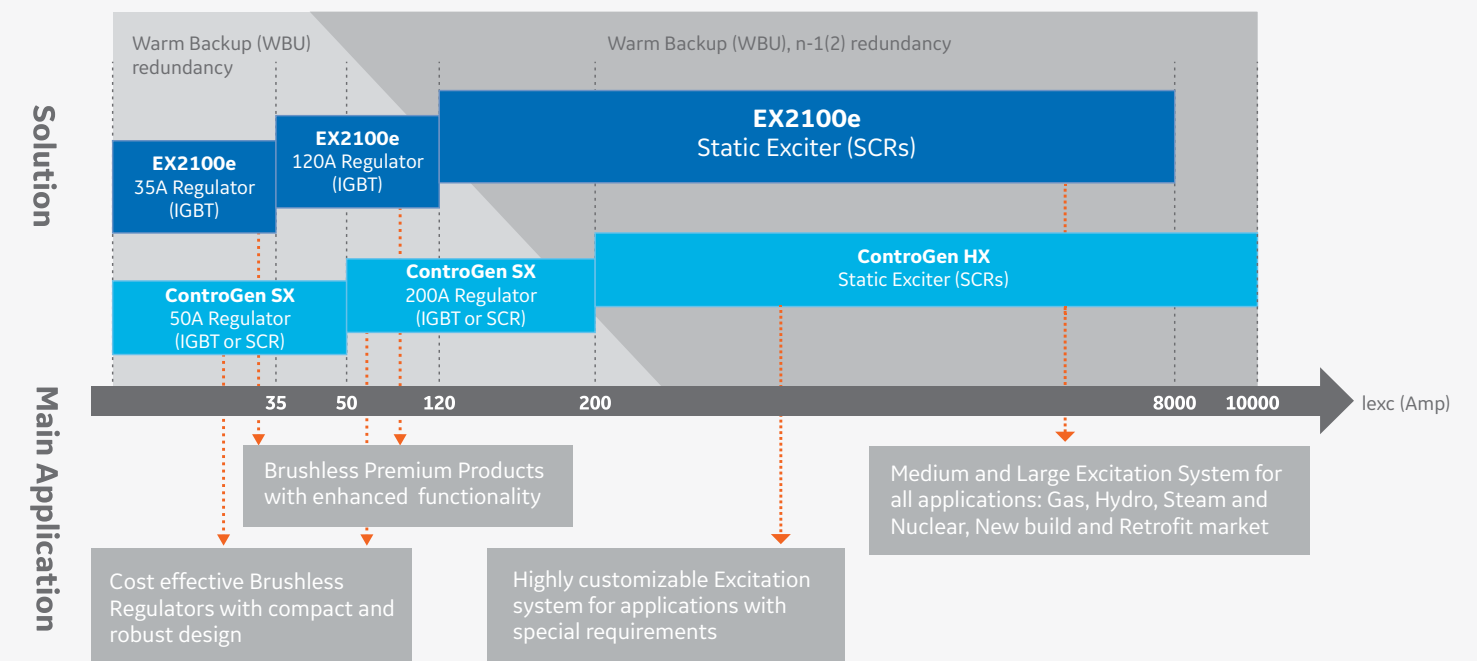 Warm Backup (WBU)
redundancy
Warm Backup (WBU), n-1(2) redundancy
Solution
EX2100e
35A Regulator
(IGBT)
EX2100e
120A Regulator
(IGBT)
EX2100e
Static Exciter (SCRs)
ControGen SX
50A Regulator
(IGBT or SCR)
ControGen SX
200A Regulator
(IGBT or SCR)
ControGen HX
Static Exciter (SCRs)
35
50
120
200
8000
10000
Iexc (Amp)
Main Application
Brushless Premium Products
with enhanced functionality
Medium and Large Excitation System for
all applications: Gas, Hydro, Steam and
Nuclear, New build and Retrofit market
Cost effective Brushless
Regulators with compact and
robust design
Highly customizable Excitation
system for applications with
special requirements